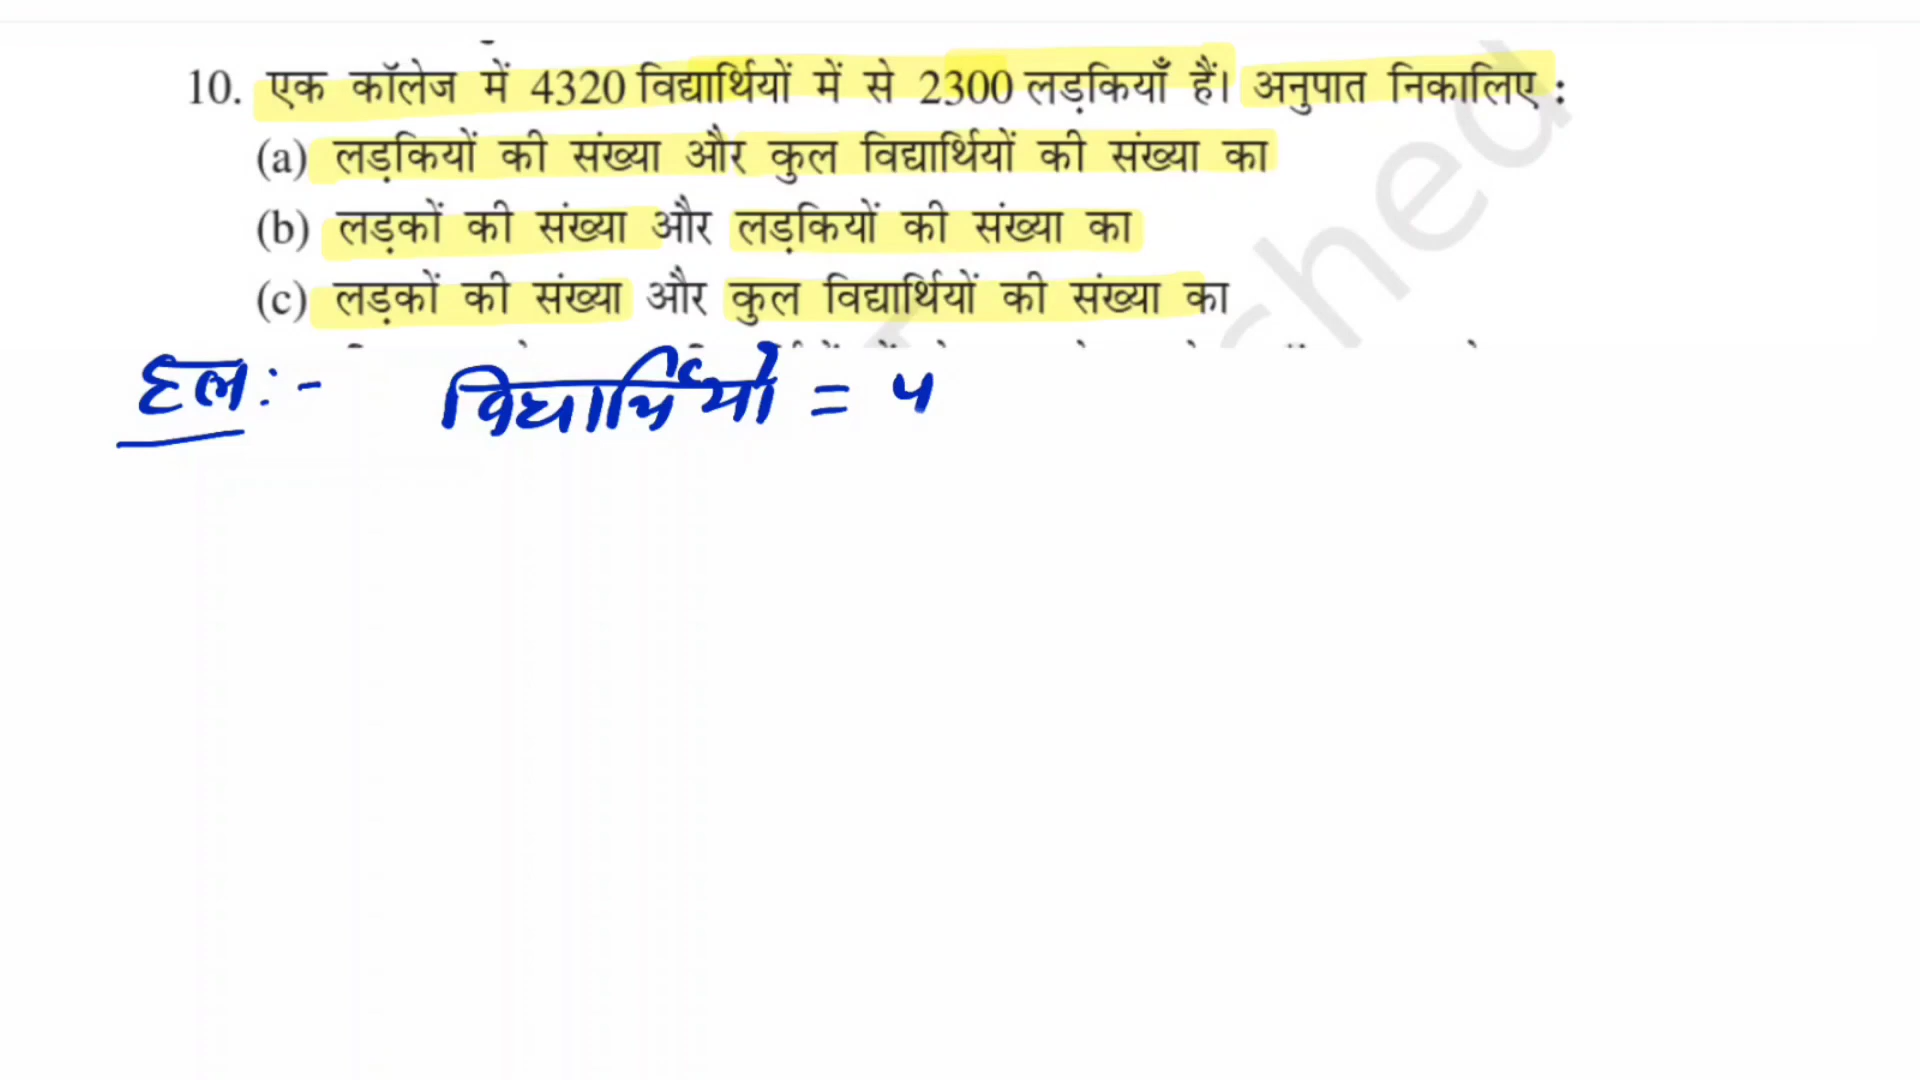 10. एक कॉलेज में 4320 विद्यार्थियों में से 2300 लड़कियाँ हैं। अनुपात निकालिए :
(a) लड़कियों की संख्या और कुल विद्यार्थियों की संख्या का
(b) लड़कों की संख्या और लड़कियों की संख्या का
(c) लड़कों की संख्या और कुल विद्यार्थियों की संख्या का
हल :- विद्यार्थियों = 4